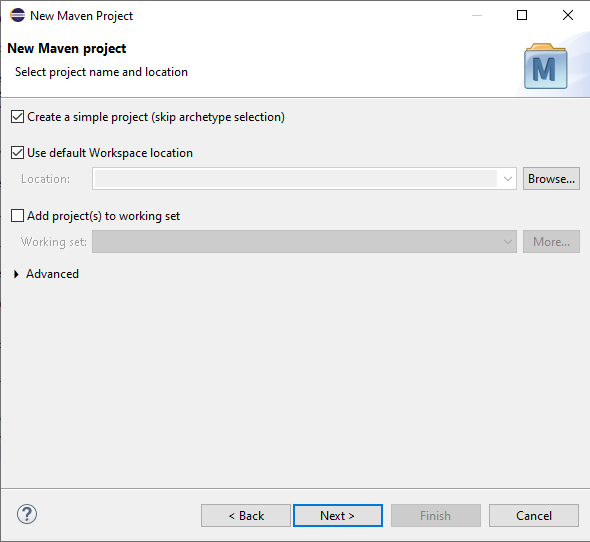 New Maven Project
New Maven project
Select project name and location
M
Create a simple project (skip archetype selection)
Use default Workspace location
Location:
Browse...
Add project(s) to working set
Working set:
More...
Advanced
?
< Back
Next >
Finish
Cancel